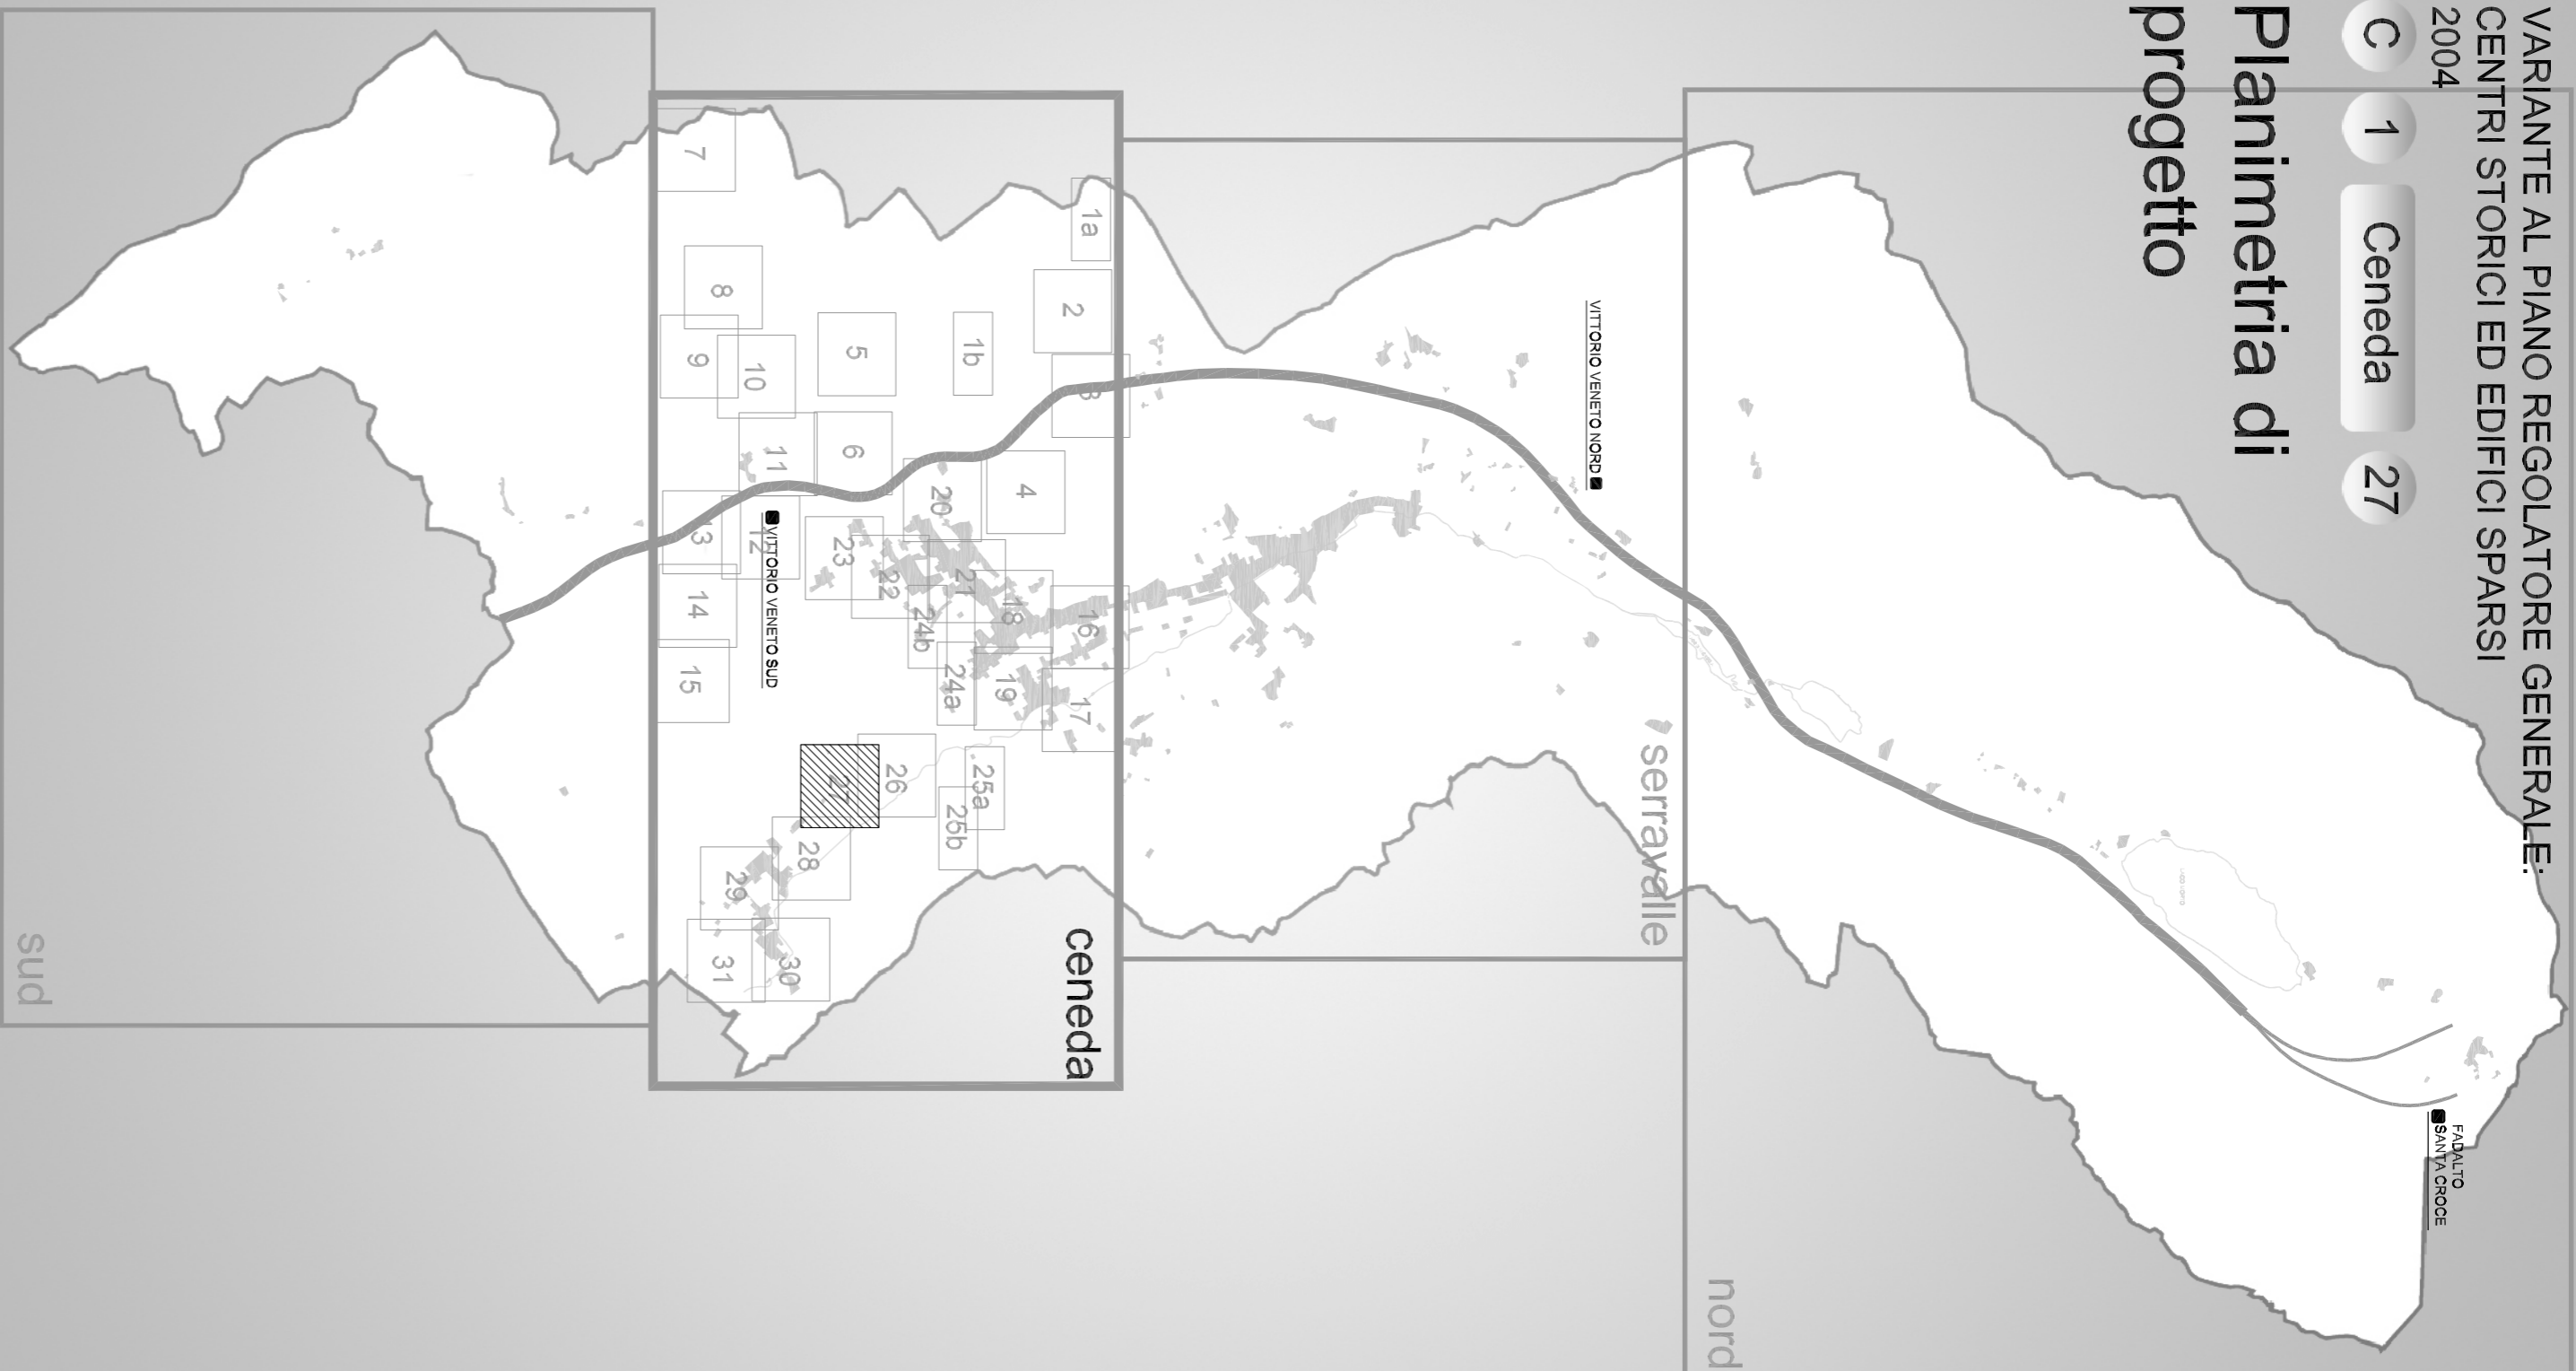 VARIANTE AL PIANO REGOLATORE GENERALE:
CENTRI STORICI ED EDIFICI SPARSI
2004
C 1 Ceneda 27
Planimetria di
progetto
FADALTO
SANTA CROCE
nord
serravalle
VITTORIO VENETO NORD
ceneda
1a
2
3
1b
4
5
6
20
7
8
9
10
11
12
13
14
15
16
17
18
19
21
22
23
24b
24a
25a
25b
26
27
28
29
30
31
VITTORIO VENETO SUD
sud